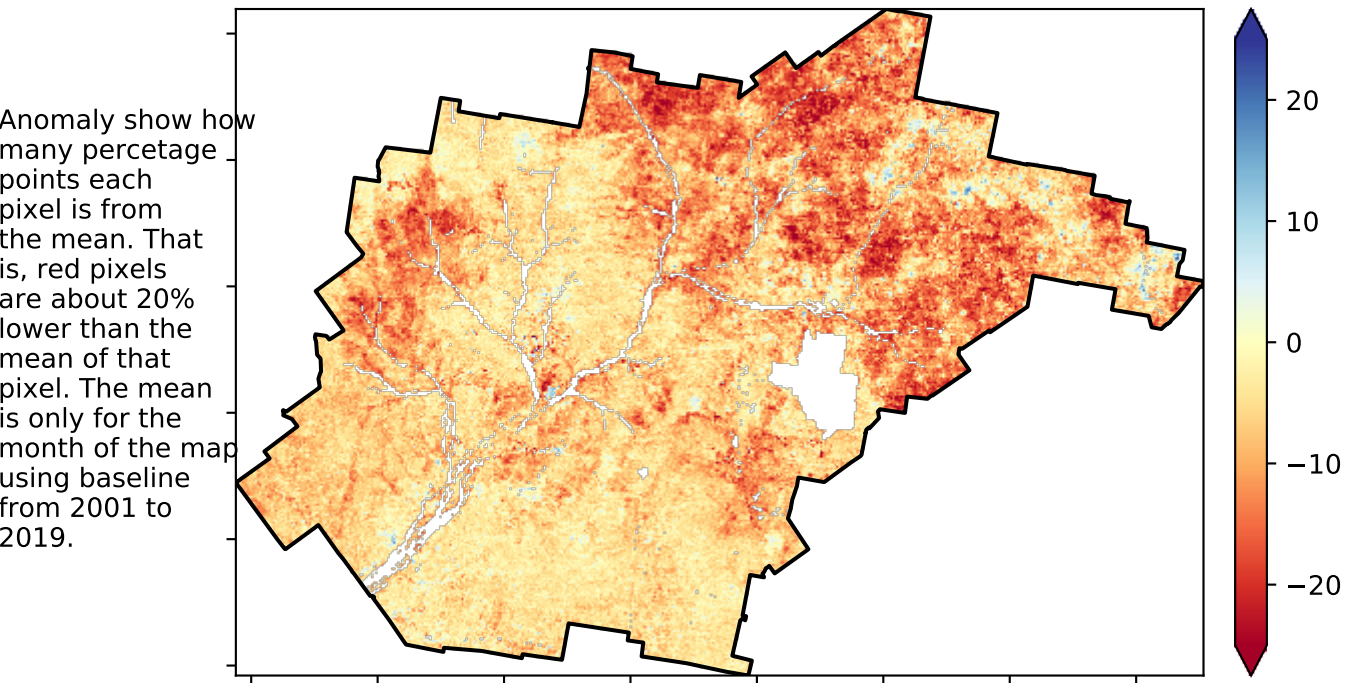 Anomaly show how
many percetage
points each
pixel is from
the mean. That
is, red pixels
are about 20%
lower than the
mean of that
pixel. The mean
is only for the
month of the map
using baseline
from 2001 to
2019.
20
10
0
−10
−20